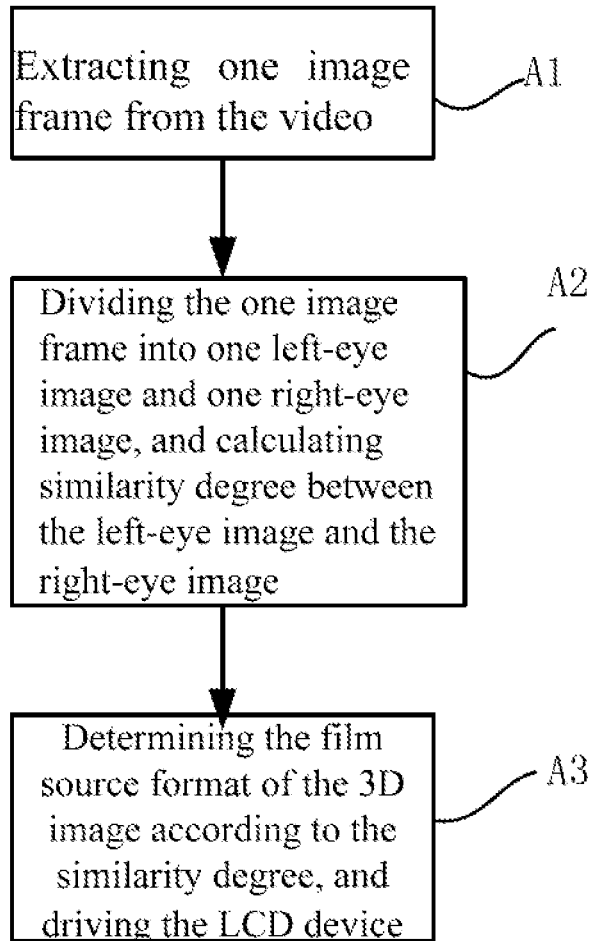 Extracting one image
frame from the video
A1
Dividing the one image
frame into one left-eye
image and one right-eye
image, and calculating
similarity degree between
the left-eye image and the
right-eye image
A2
Determining the film
source format of the 3D
image according to the
similarity degree, and
driving the LCD device
A3